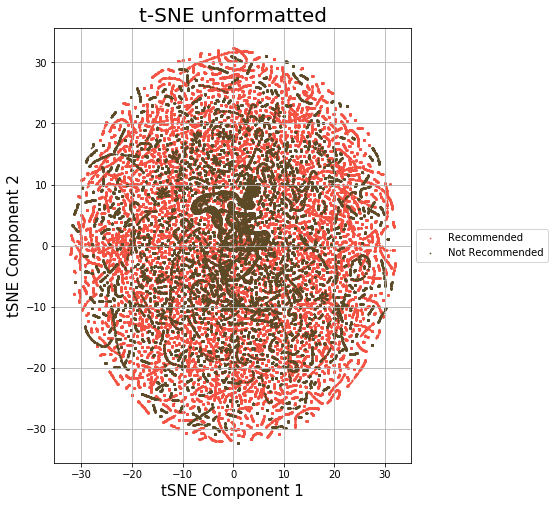 t-SNE unformatted
tSNE Component 2
30
20
10
0
−10
−20
−30
−30
−20
−10
0
10
20
30
tSNE Component 1
Recommended
Not Recommended